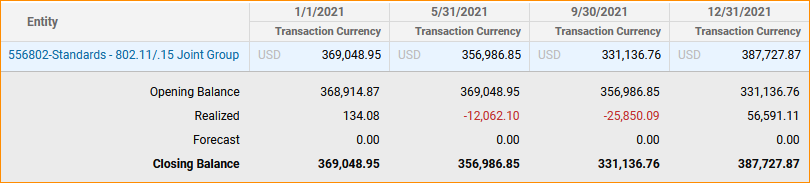 Entity 1/1/2021 5/31/2021 9/30/2021 12/31/2021
Transaction Currency Transaction Currency Transaction Currency Transaction Currency
556802-Standards - 802.11/.15 Joint Group USD 369,048.95 USD 356,986.85 USD 331,136.76 USD 387,727.87
Opening Balance 368,914.87 369,048.95 356,986.85 331,136.76
Realized 134.08 -12,062.10 -25,850.09 56,591.11
Forecast 0.00 0.00 0.00 0.00
Closing Balance 369,048.95 356,986.85 331,136.76 387,727.87